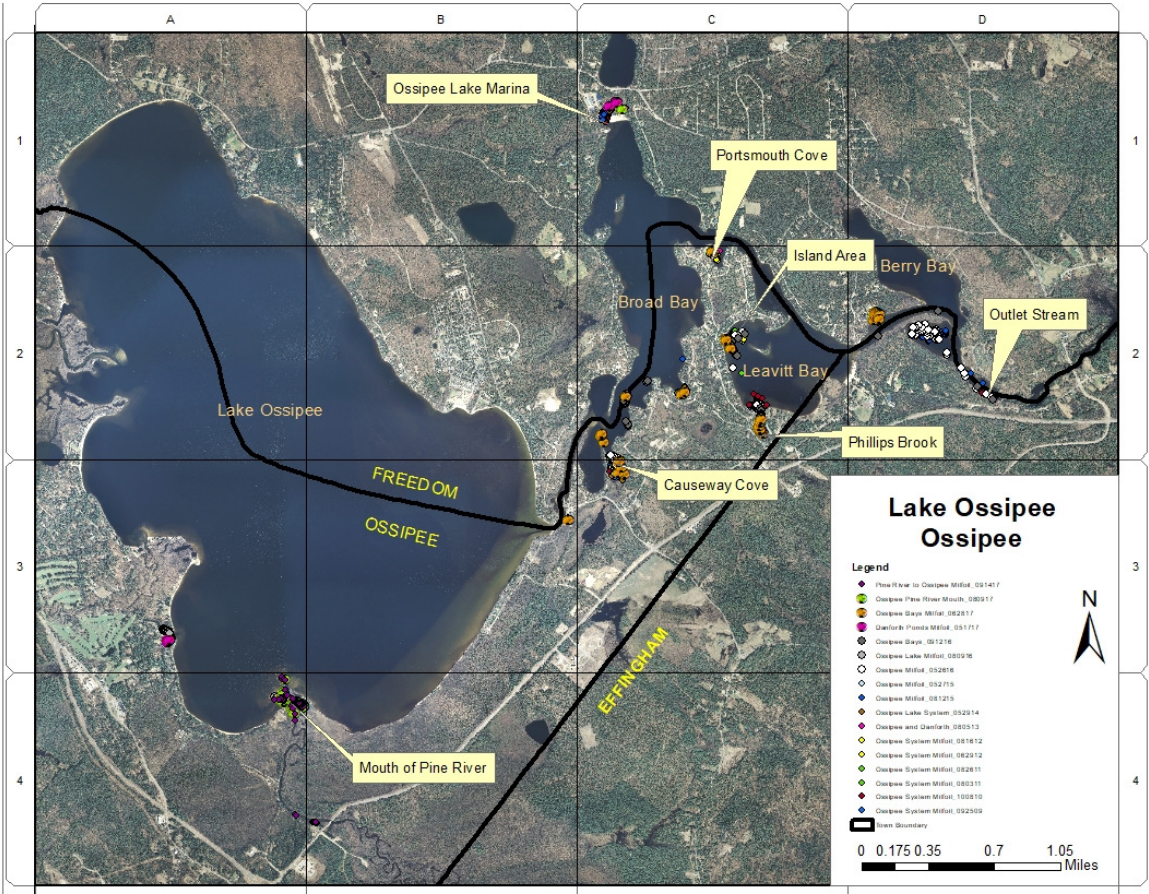 A B C D
1 1
Ossipee Lake Marina
Portsmouth Cove
Island Area
Berry Bay
Broad Bay
Outlet Stream
2 2
Leavitt Bay
Lake Ossipee
Phillips Brook
FREEDOM
Causeway Cove
OSSIPEE
3 3
EFFINGHAM
Mouth of Pine River
4 4
Lake Ossipee
Ossipee
Legend
Pine River to Ossipee Milfoil_091417
Ossipee Pine River Mouth_080917
Ossipee Bays Milfoil_062817
Danforth Ponds Milfoil_051717
Ossipee Bays_091216
Ossipee Lake Milfoil_080916
Ossipee Milfoil_052616
Ossipee Milfoil_052715
Ossipee Milfoil_081215
Ossipee Lake System_052914
Ossipee and Danforth_080513
Ossipee System Milfoil_081612
Ossipee System Milfoil_062912
Ossipee System Milfoil_082611
Ossipee System Milfoil_080311
Ossipee System Milfoil_100810
Ossipee System Milfoil_092509
Town Boundary
N
0 0.175 0.35 0.7 1.05
Miles